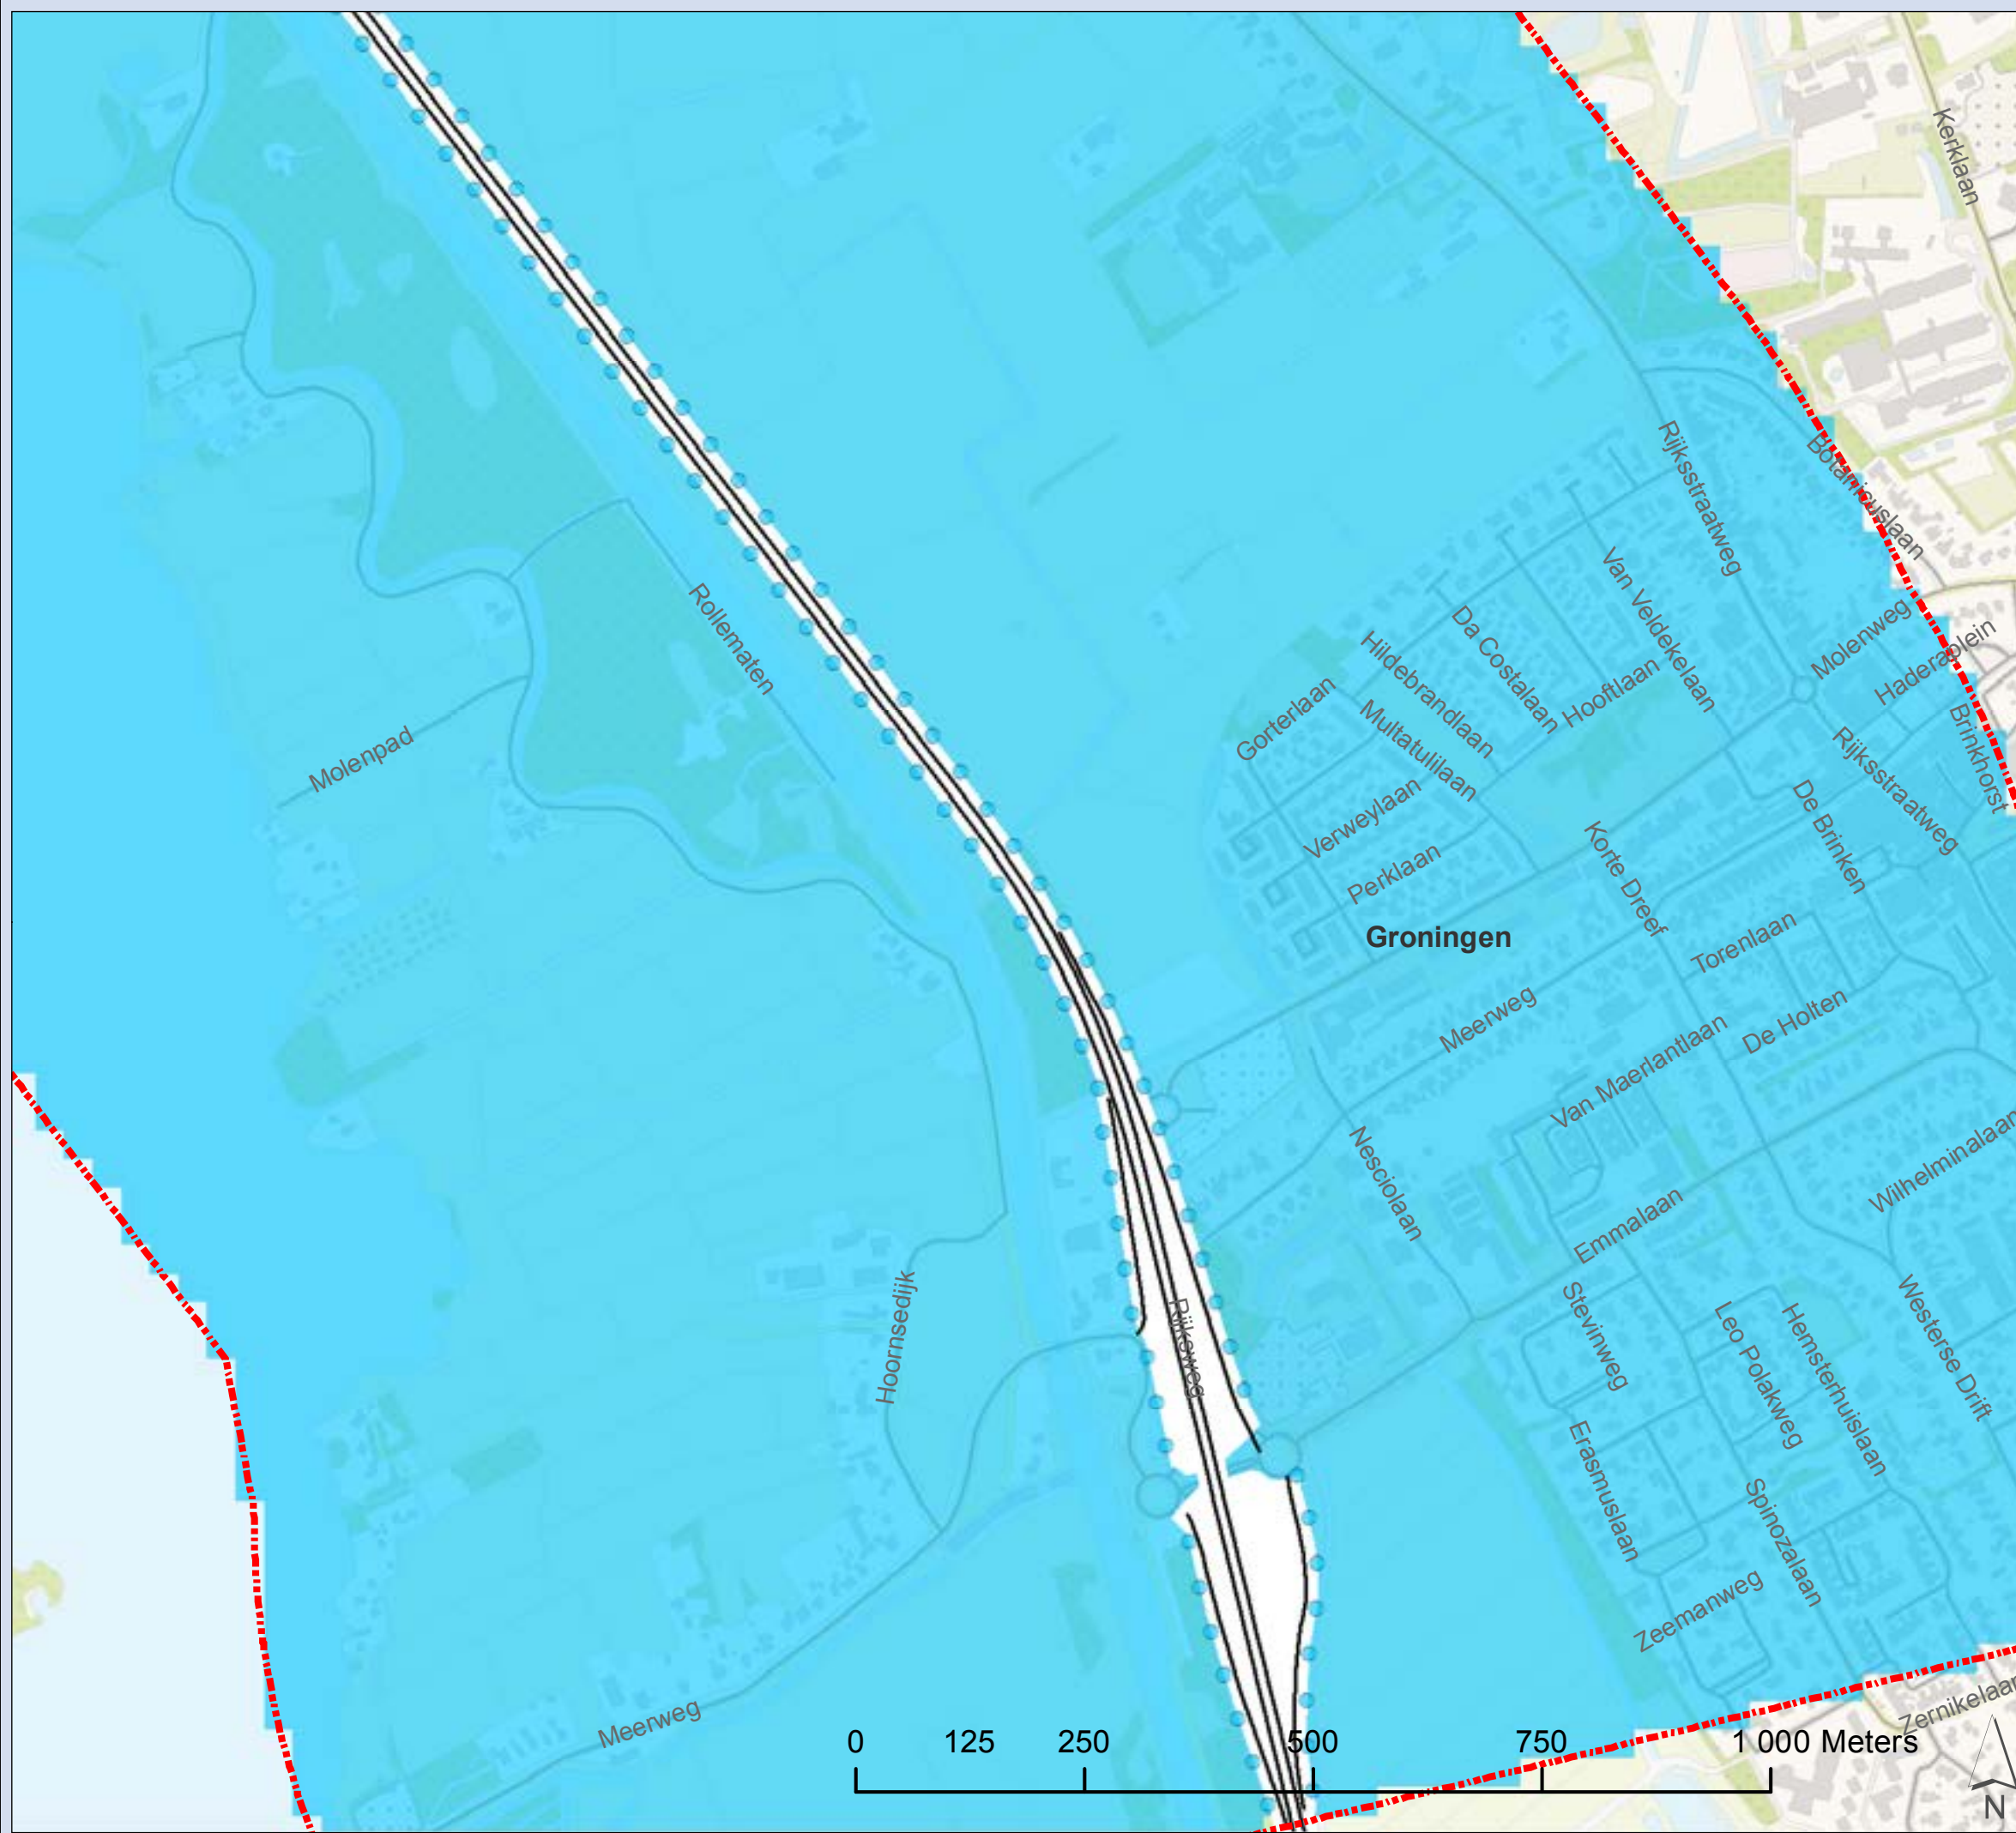 Kerklaan
Rijksstraatweg
Botanicuslaan
Van Veldekelaan
Molenweg
Haderaplein
Brinkhorst
Rollematen
Da Costalaan
Hildebrandlaan
Hooftlaan
Gorterlaan
Multatulilaan
Molenpad
Verweylaan
Rijksstraatweg
De Brinken
Perklaan
Korte Dreef
Groningen
Torenlaan
Meerweg
De Holten
Van Maerlantlaan
Nesciolaan
Wilhelminalaan
Emmalaan
Hoornsedijk
Rijksweg
Stevinweg
Leo Polakweg
Hemsterhuislaan
Westerse Drift
Erasmuslaan
Spinozalaan
Zeemanweg
Meerweg
Zernikelaan
0 125 250 500 750 1 000 Meters
N